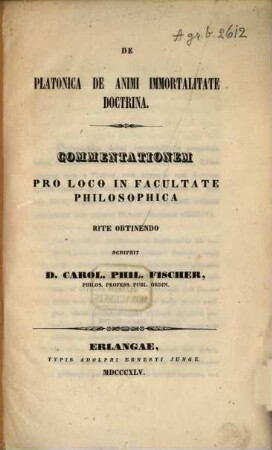 A gr. b. 2612
DE
PLATONICA DE ANIMI IMMORTALITATE
DOCTRINA.
COMMENTATIONEM
PRO LOCO IN FACULTATE
PHILOSOPHICA
RITE OBTINENDO
SCRIPSIT
D. CAROL. PHIL. FISCHER,
PHILOS. PROFESS. PUBL. ORDIN.
ERLANGAE,
TYPIS ADOLPHI ERNESTI JUNGE.
MDCCCXLV.